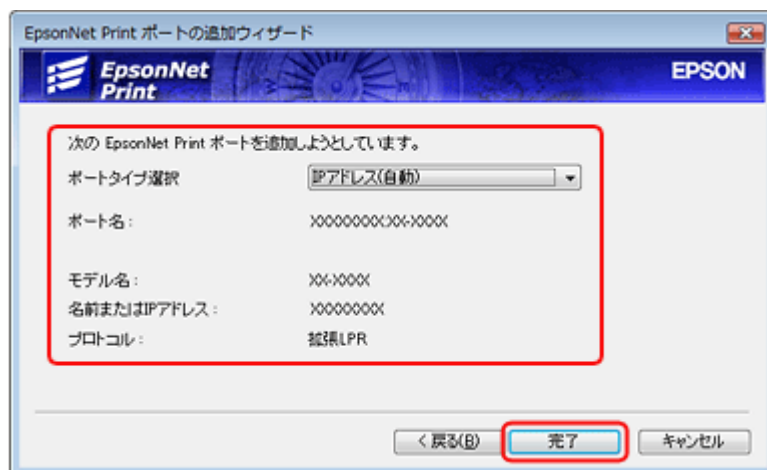 EpsonNet Print ポートの追加ウィザード
EpsonNet
Print
EPSON
次の EpsonNet Print ポートを追加しようとしています。
ポートタイプ選択 IPアドレス(自動)
ポート名: XXXXXXXX:XX-XXXX
モデル名: XX-XXXX
名前またはIPアドレス: XXXXXXXX
プロトコル: 拡張LPR
< 戻る(B) 完了 キャンセル